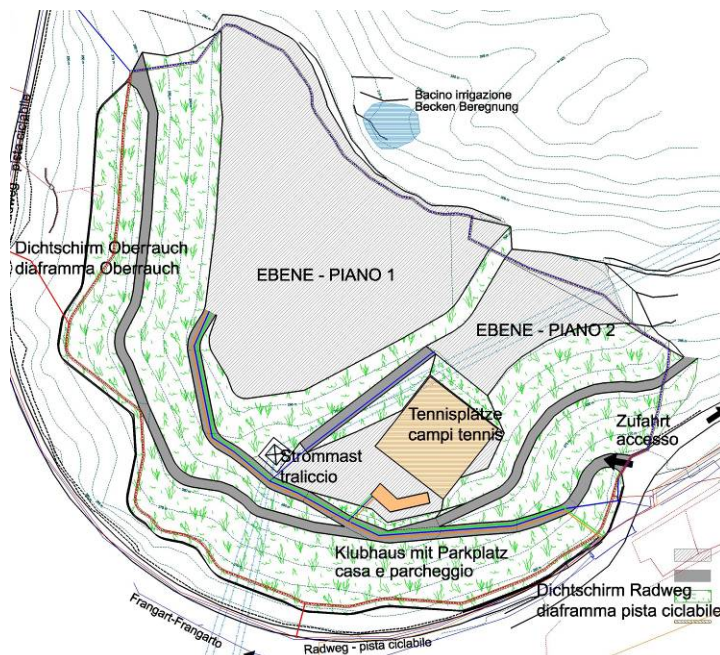 Bacino irrigazione
Becken Beregnung
Radweg - pista ciclabile
Dichtschirm Oberrauch
diaframma Oberrauch
EBENE - PIANO 1
EBENE - PIANO 2
Tennisplätze
campi tennis
Zufahrt
accesso
Strommast
traliccio
Klubhaus mit Parkplatz
casa e parcheggio
Dichtschirm Radweg
diaframma pista ciclabile
Frangart-Frangarto
Radweg - pista ciclabile